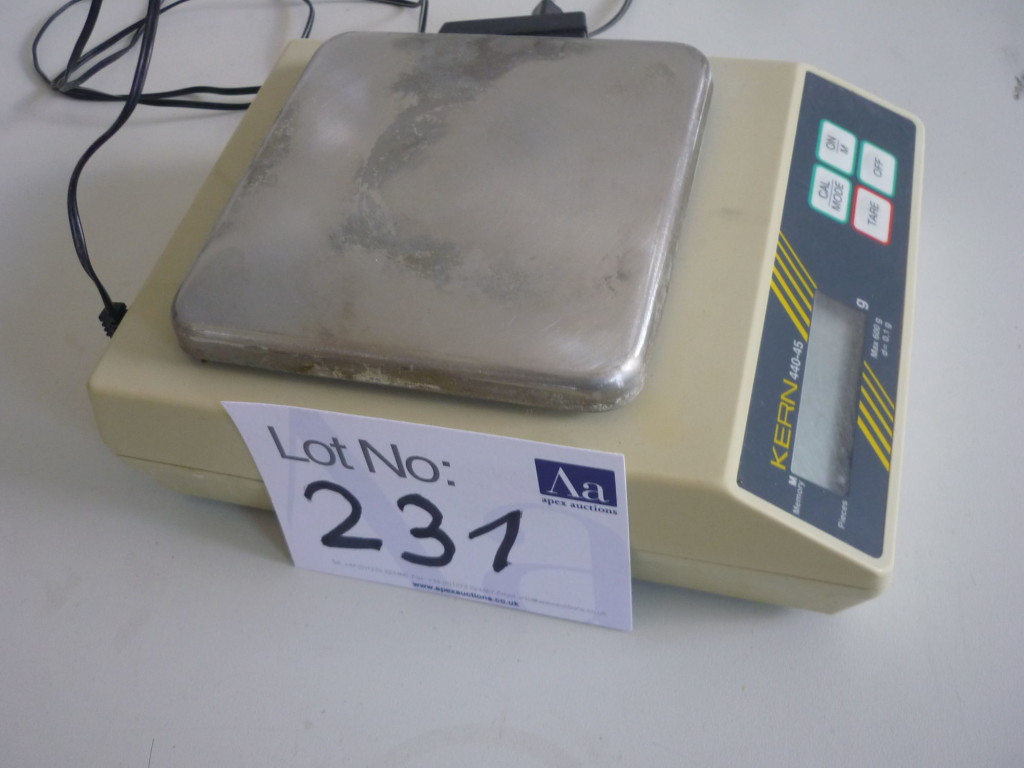 Lot No:
231
Aa
apex auctions
www.apexauctions.co.uk
KERN 440-45
ON
M
OFF
CAL
MODE
TARE
g
Max 600 g
d= 0,1 g
Memory M
Pieces